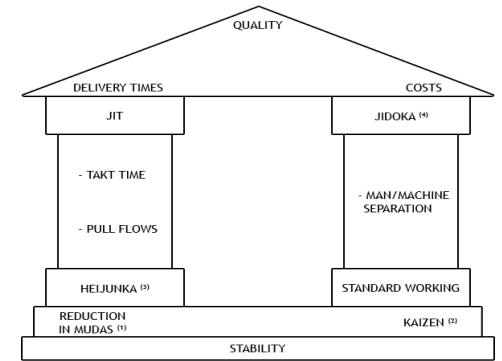 QUALITY
DELIVERY TIMES
COSTS
JIT
JIDOKA (4)
- TAKT TIME
- PULL FLOWS
- MAN/MACHINE
SEPARATION
HEIJUNKA (3)
STANDARD WORKING
REDUCTION
IN MUDAS (1)
KAIZEN (2)
STABILITY